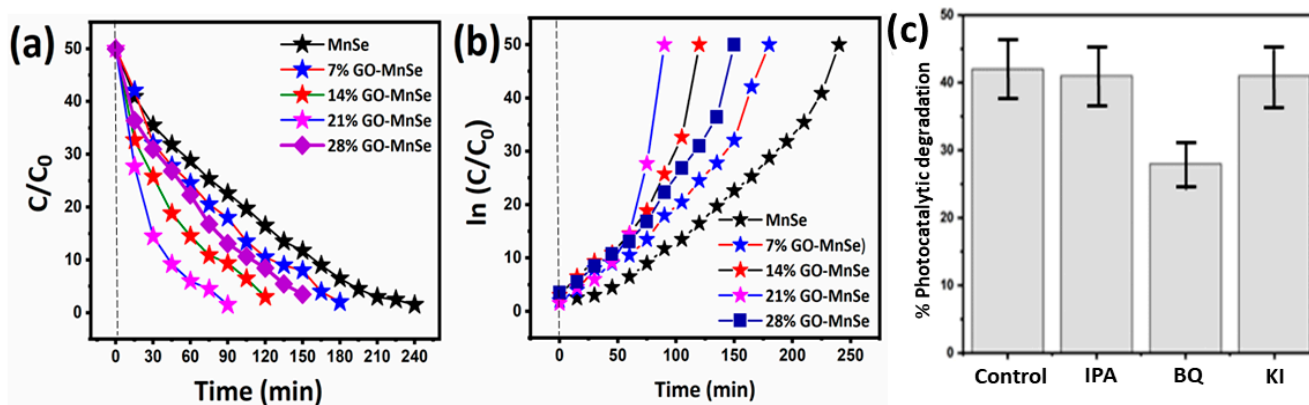 (a)
C/C0
50
40
30
20
10
0
0 30 60 90 120 150 180 210 240
Time (min)
MnSe
7% GO-MnSe
14% GO-MnSe
21% GO-MnSe
28% GO-MnSe
(b)
ln (C/C0)
50
40
30
20
10
0
0 50 100 150 200 250
Time (min)
MnSe
7% GO-MnSe)
14% GO-MnSe
21% GO-MnSe
28% GO-MnSe
(c)
% Photocatalytic degradation
50
40
30
20
10
0
Control IPA BQ KI